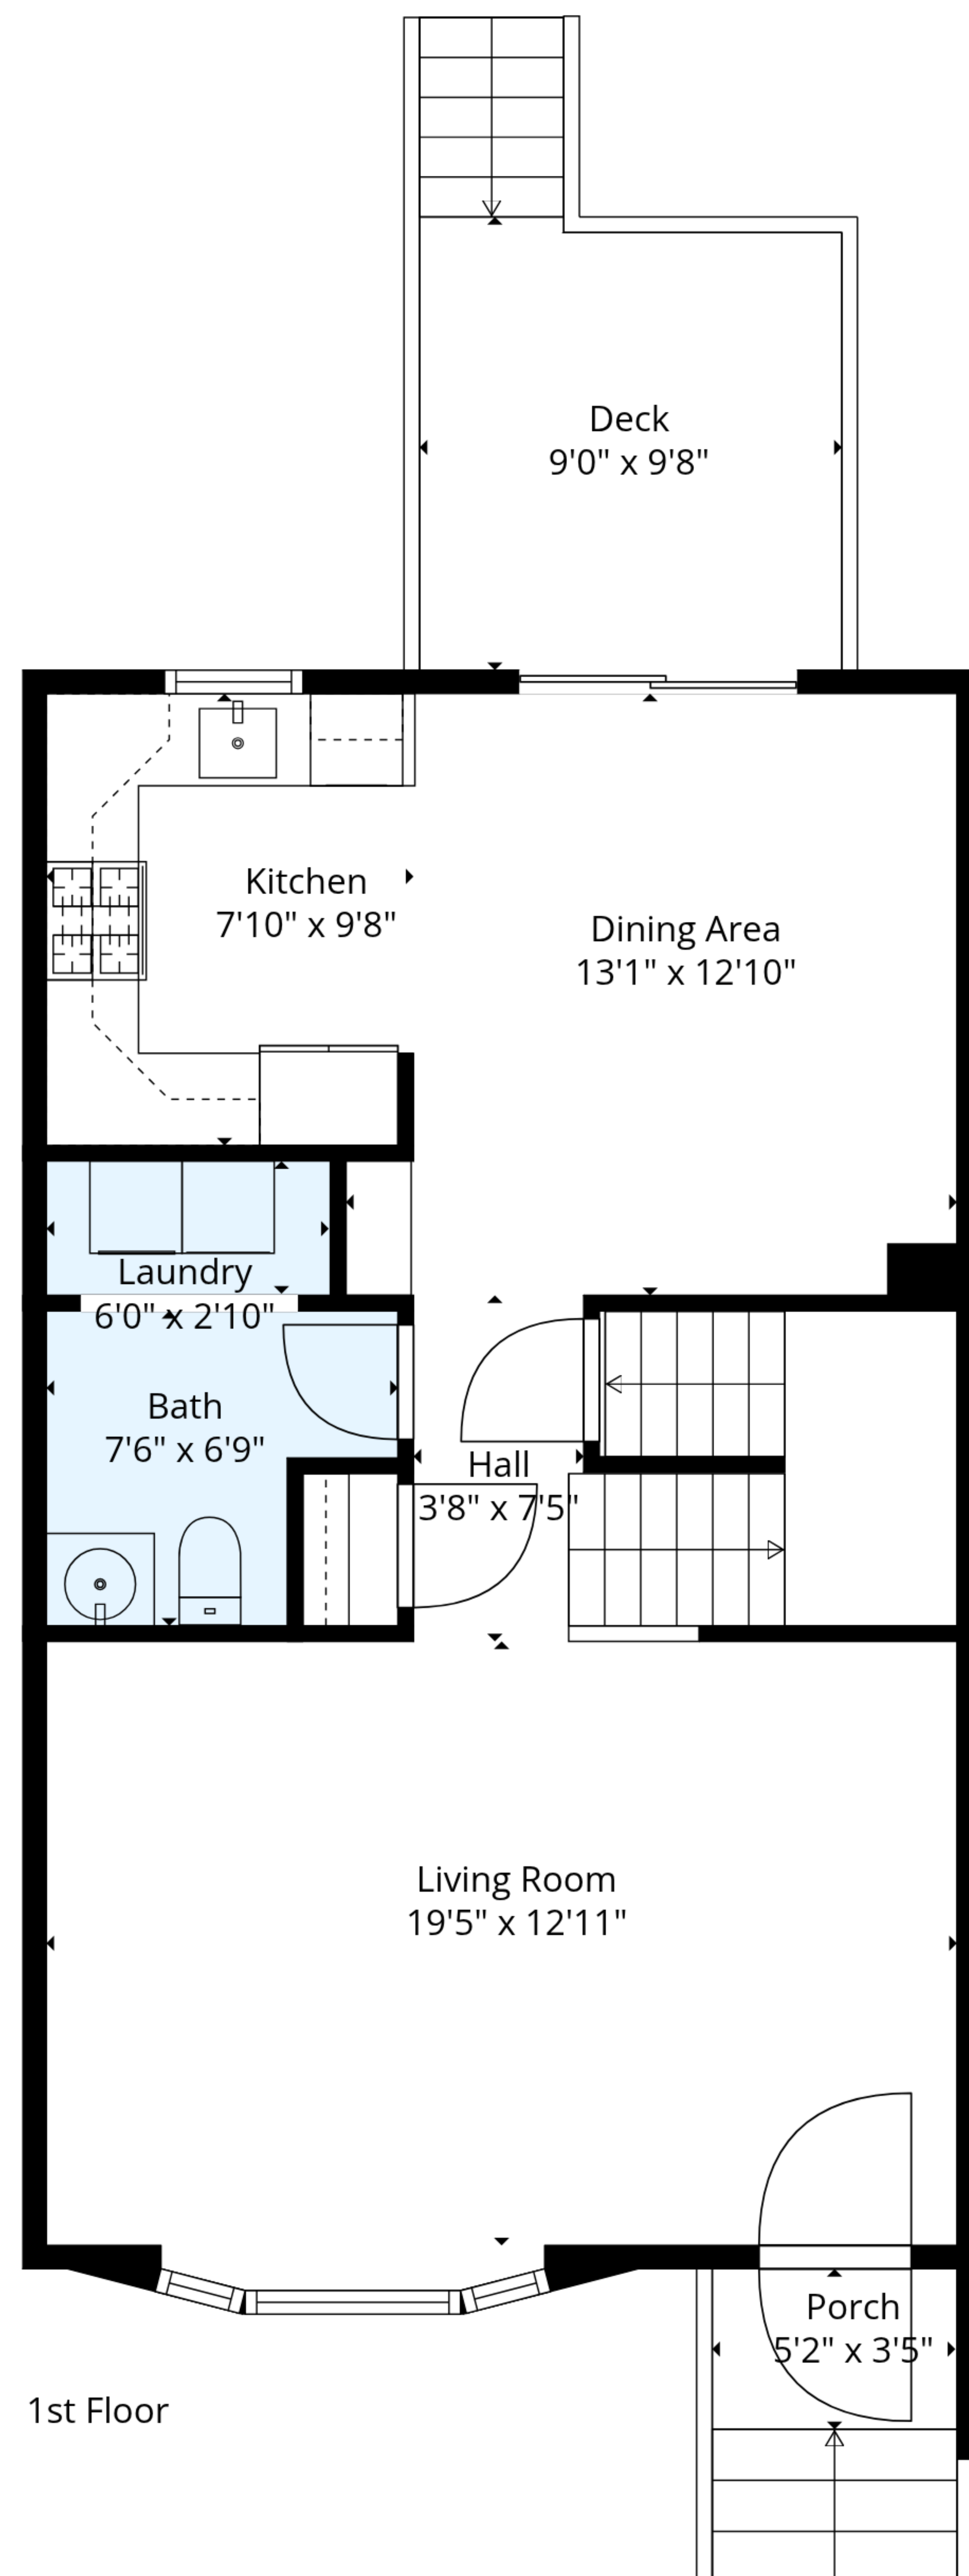 Deck
9'0" x 9'8"
Kitchen
7'10" x 9'8"
Dining Area
13'1" x 12'10"
Laundry
6'0" x 2'10"
Bath
7'6" x 6'9"
Hall
3'8" x 7'5"
Living Room
19'5" x 12'11"
Porch
5'2" x 3'5"
1st Floor